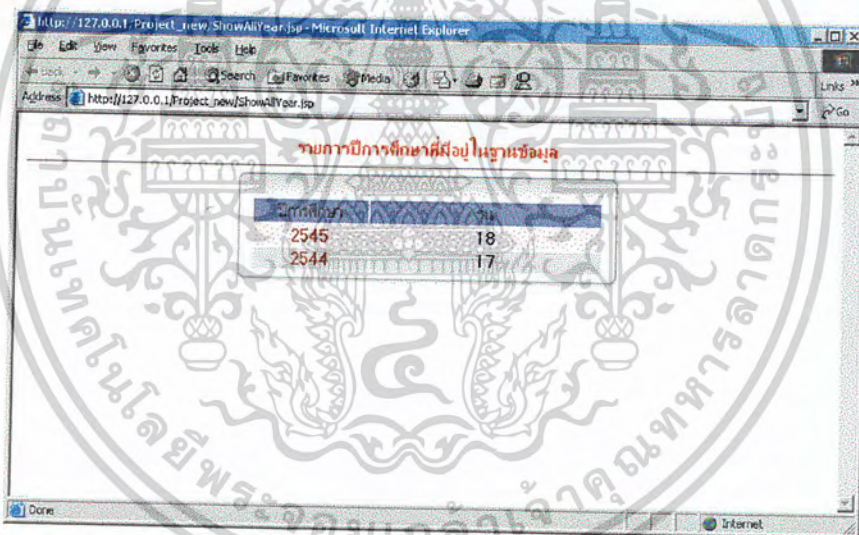 http://127.0.0.1/Project_new/ShowAllYear.jsp - Microsoft Internet Explorer
File Edit View Favorites Tools Help
Back Search Favorites Media
Links
Address http://127.0.0.1/Project_new/ShowAllYear.jsp Go
รายการปีการศึกษาที่มีอยู่ในฐานข้อมูล
ปีการศึกษา รุ่น
2545 18
2544 17
Done Internet